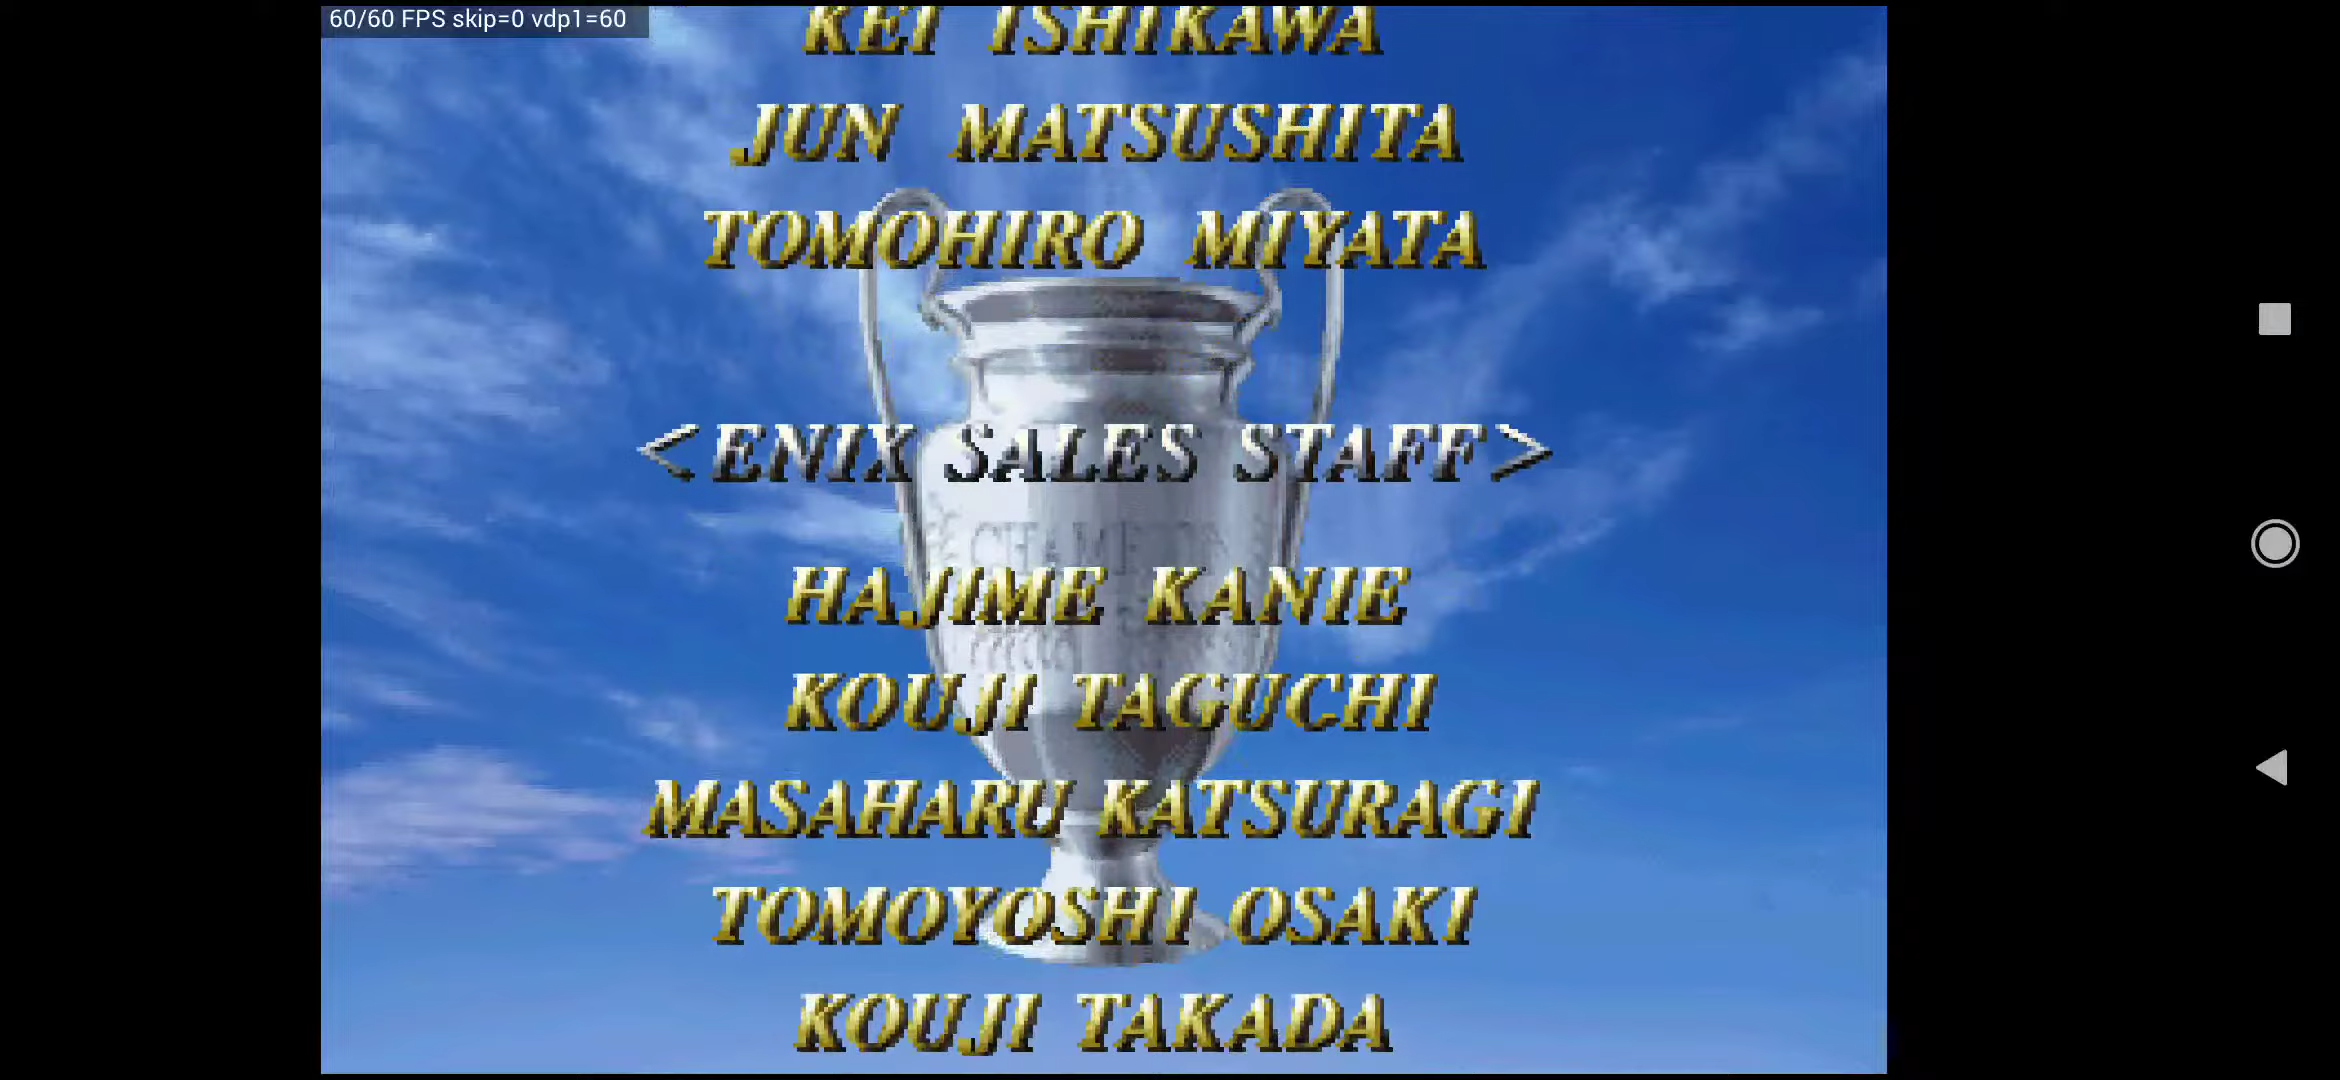 60/60 FPS skip=0 vdp1=60
KEI ISHIKAWA
JUN MATSUSHITA
TOMOHIRO MIYATA
<ENIX SALES STAFF>
HAJIME KANIE
KOUJI TAGUCHI
MASAHARU KATSURAGI
TOMOYOSHI OSAKI
KOUJI TAKADA